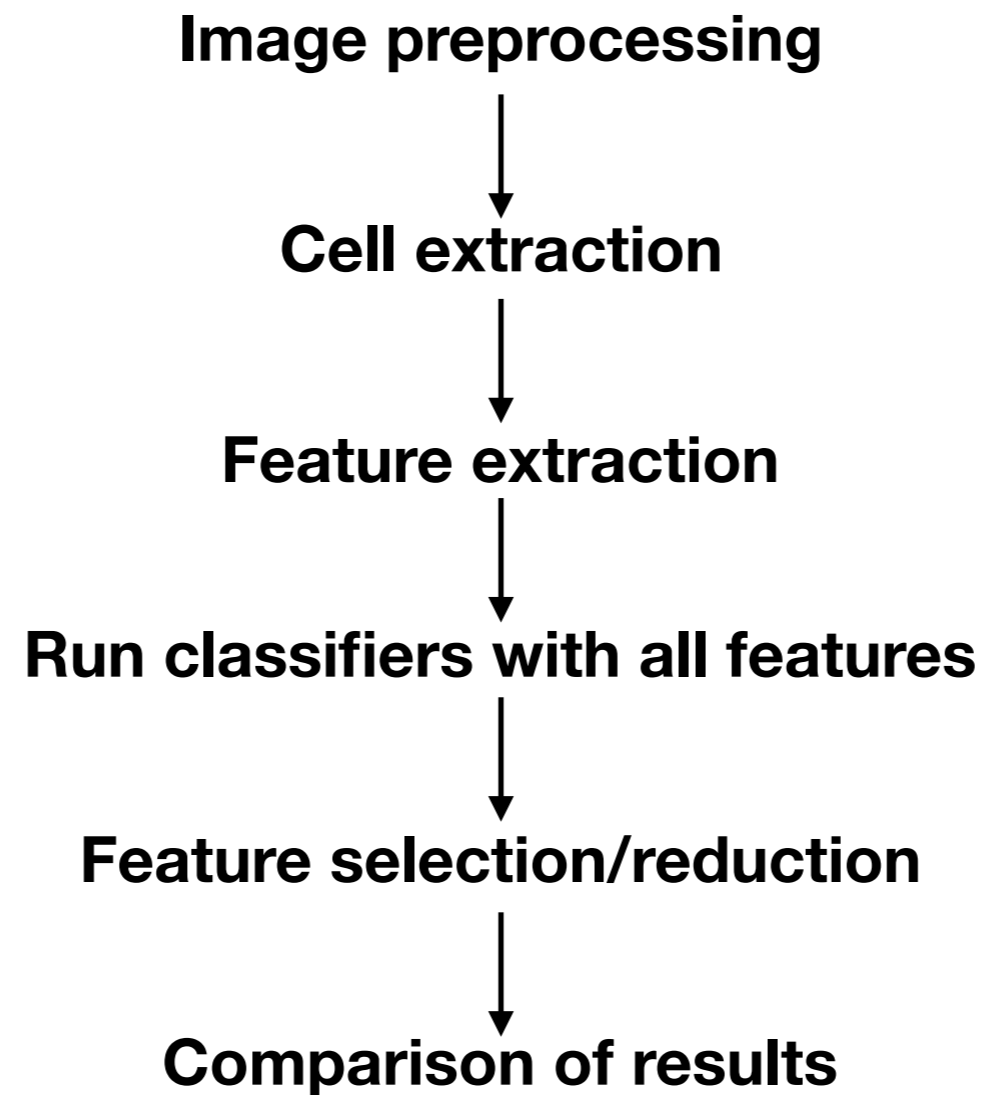 Image preprocessing
Cell extraction
Feature extraction
Run classifiers with all features
Feature selection/reduction
Comparison of results